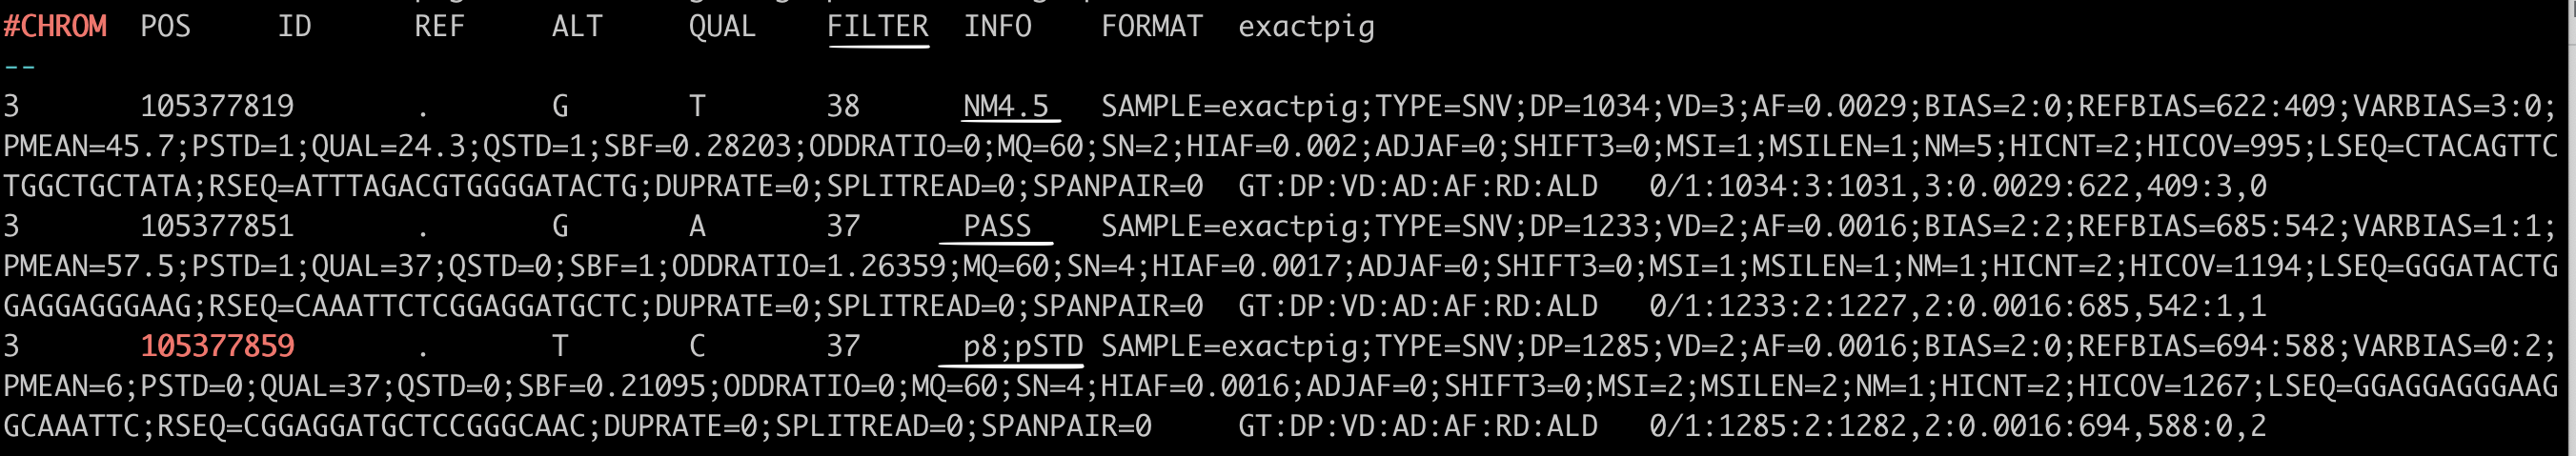 #CHROM POS ID REF ALT QUAL FILTER INFO FORMAT exactpig
--
3 105377819 . G T 38 NM4.5 SAMPLE=exactpig;TYPE=SNV;DP=1034;VD=3;AF=0.0029;BIAS=2:0;REFBIAS=622:409;VARBIAS=3:0;
PMEAN=45.7;PSTD=1;QUAL=24.3;QSTD=1;SBF=0.28203;ODDRATIO=0;MQ=60;SN=2;HIAF=0.002;ADJAF=0;SHIFT3=0;MSI=1;MSILEN=1;NM=5;HICNT=2;HICOV=995;LSEQ=CTACAGTTC
TGGCTGCTATA;RSEQ=ATTTAGACGTGGGGATACTG;DUPRATE=0;SPLITREAD=0;SPANPAIR=0 GT:DP:VD:AD:AF:RD:ALD 0/1:1034:3:1031,3:0.0029:622,409:3,0
3 105377851 . G A 37 PASS SAMPLE=exactpig;TYPE=SNV;DP=1233;VD=2;AF=0.0016;BIAS=2:2;REFBIAS=685:542;VARBIAS=1:1;
PMEAN=57.5;PSTD=1;QUAL=37;QSTD=0;SBF=1;ODDRATIO=1.26359;MQ=60;SN=4;HIAF=0.0017;ADJAF=0;SHIFT3=0;MSI=1;MSILEN=1;NM=1;HICNT=2;HICOV=1194;LSEQ=GGGATACTG
GAGGAGGGAAG;RSEQ=CAAATTCTCGGAGGATGCTC;DUPRATE=0;SPLITREAD=0;SPANPAIR=0 GT:DP:VD:AD:AF:RD:ALD 0/1:1233:2:1227,2:0.0016:685,542:1,1
3 105377859 . T C 37 p8;pSTD SAMPLE=exactpig;TYPE=SNV;DP=1285;VD=2;AF=0.0016;BIAS=2:0;REFBIAS=694:588;VARBIAS=0:2;
PMEAN=6;PSTD=0;QUAL=37;QSTD=0;SBF=0.21095;ODDRATIO=0;MQ=60;SN=4;HIAF=0.0016;ADJAF=0;SHIFT3=0;MSI=2;MSILEN=2;NM=1;HICNT=2;HICOV=1267;LSEQ=GGAGGAGGGAAG
GCAAATTC;RSEQ=CGGAGGATGCTCCGGGCAAC;DUPRATE=0;SPLITREAD=0;SPANPAIR=0 GT:DP:VD:AD:AF:RD:ALD 0/1:1285:2:1282,2:0.0016:694,588:0,2